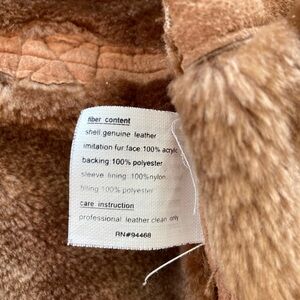 fiber content
shell:genuine leather
imitation fur face:100% acrylic
backing:100% polyester
sleeve lining :100%nylon
filling:100% polyester
care instruction
professional leather clean only
RN#94468